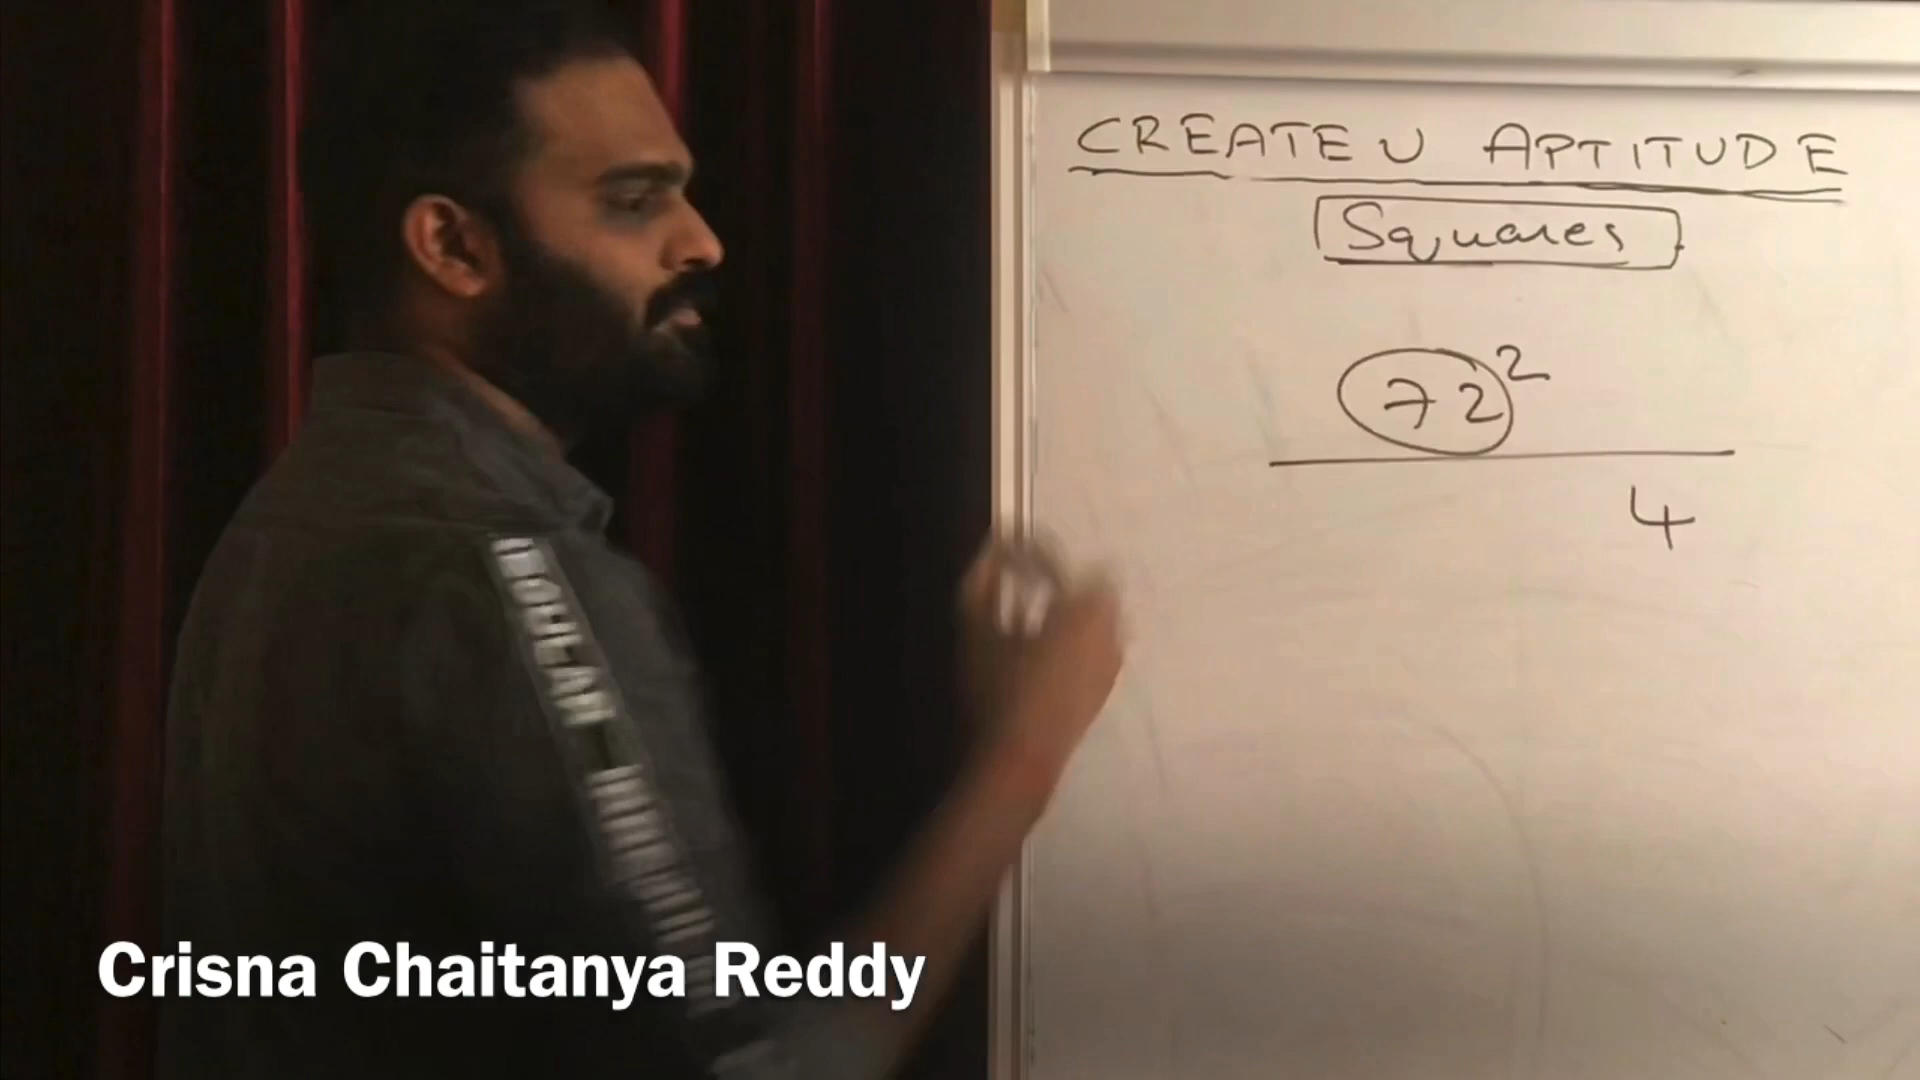 CREATE U APTITUDE
Squares
72²
4
Crisna Chaitanya Reddy